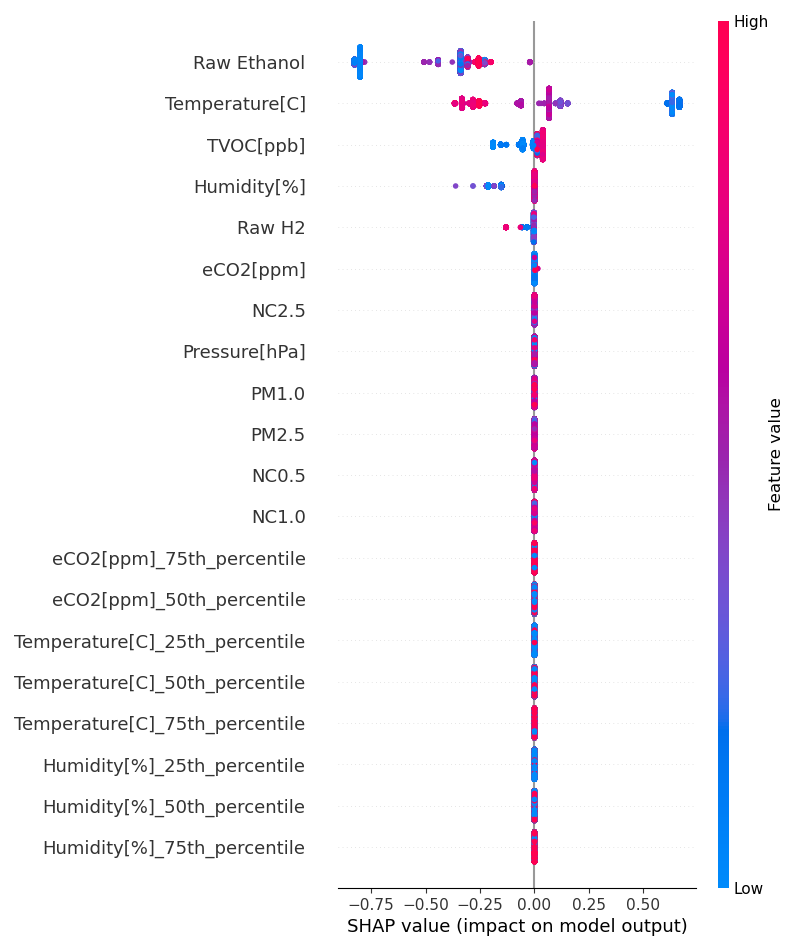 High
Raw Ethanol
Temperature[C]
TVOC[ppb]
Humidity[%]
Raw H2
eCO2[ppm]
NC2.5
Pressure[hPa]
PM1.0
PM2.5
NC0.5
NC1.0
eCO2[ppm]_75th_percentile
eCO2[ppm]_50th_percentile
Temperature[C]_25th_percentile
Temperature[C]_50th_percentile
Temperature[C]_75th_percentile
Humidity[%]_25th_percentile
Humidity[%]_50th_percentile
Humidity[%]_75th_percentile
Feature value
Low
−0.75 −0.50 −0.25 0.00 0.25 0.50
SHAP value (impact on model output)